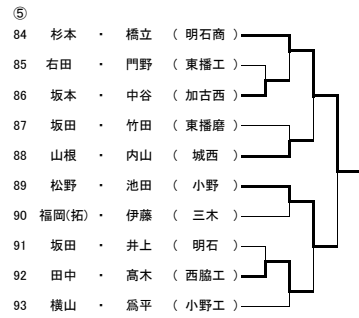 ⑤
84 杉本 ・ 橋立 ( 明石商 )
85 右田 ・ 門野 ( 東播工 )
86 坂本 ・ 中谷 ( 加古西 )
87 坂田 ・ 竹田 ( 東播磨 )
88 山根 ・ 内山 ( 城西 )
89 松野 ・ 池田 ( 小野 )
90 福岡(拓) ・ 伊藤 ( 三木 )
91 坂田 ・ 井上 ( 明石 )
92 田中 ・ 髙木 ( 西脇工 )
93 横山 ・ 爲平 ( 小野工 )